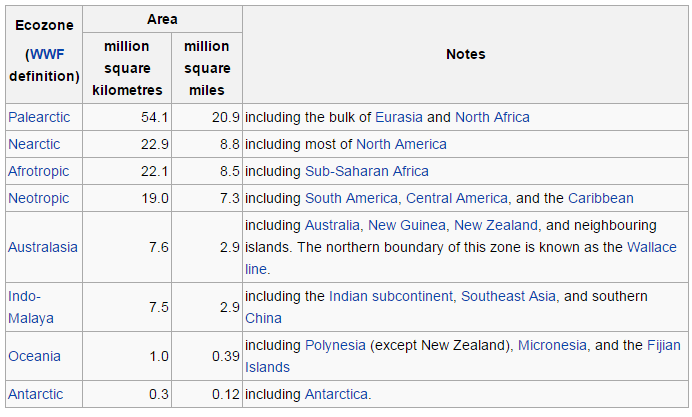 Ecozone
(WWF
definition)
Area
million
square
kilometres
million
square
miles
Notes
Palearctic 54.1 20.9 including the bulk of Eurasia and North Africa
Nearctic 22.9 8.8 including most of North America
Afrotropic 22.1 8.5 including Sub-Saharan Africa
Neotropic 19.0 7.3 including South America, Central America, and the Caribbean
Australasia 7.6 2.9 including Australia, New Guinea, New Zealand, and neighbouring
islands. The northern boundary of this zone is known as the Wallace
line.
Indo-
Malaya 7.5 2.9 including the Indian subcontinent, Southeast Asia, and southern
China
Oceania 1.0 0.39 including Polynesia (except New Zealand), Micronesia, and the Fijian
Islands
Antarctic 0.3 0.12 including Antarctica.